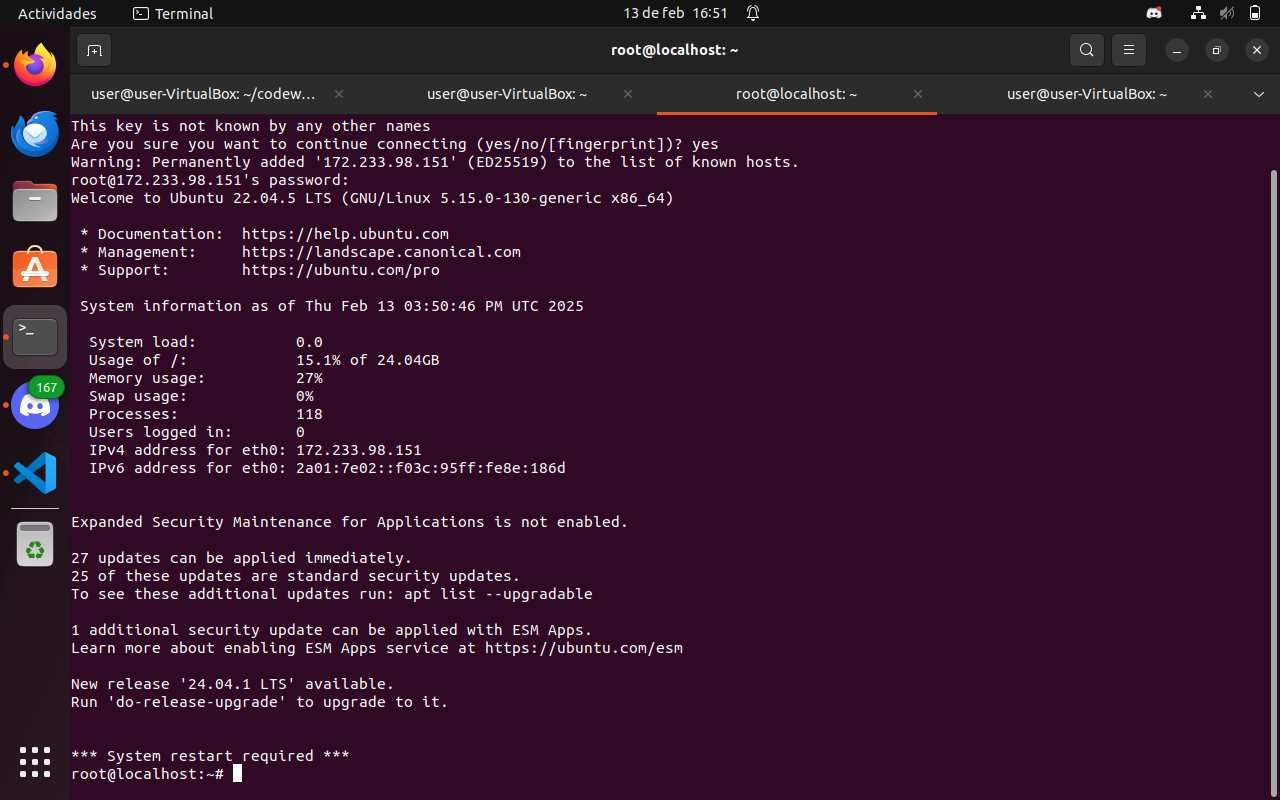 Actividades Terminal 13 de feb 16:51
root@localhost: ~
user@user-VirtualBox: ~/codew... user@user-VirtualBox: ~ root@localhost: ~ user@user-VirtualBox: ~
This key is not known by any other names
Are you sure you want to continue connecting (yes/no/[fingerprint])? yes
Warning: Permanently added '172.233.98.151' (ED25519) to the list of known hosts.
root@172.233.98.151's password:
Welcome to Ubuntu 22.04.5 LTS (GNU/Linux 5.15.0-130-generic x86_64)
* Documentation: https://help.ubuntu.com
* Management: https://landscape.canonical.com
* Support: https://ubuntu.com/pro
System information as of Thu Feb 13 03:50:46 PM UTC 2025
System load: 0.0
Usage of /: 15.1% of 24.04GB
Memory usage: 27%
Swap usage: 0%
Processes: 118
Users logged in: 0
IPv4 address for eth0: 172.233.98.151
IPv6 address for eth0: 2a01:7e02::f03c:95ff:fe8e:186d
Expanded Security Maintenance for Applications is not enabled.
27 updates can be applied immediately.
25 of these updates are standard security updates.
To see these additional updates run: apt list --upgradable
1 additional security update can be applied with ESM Apps.
Learn more about enabling ESM Apps service at https://ubuntu.com/esm
New release '24.04.1 LTS' available.
Run 'do-release-upgrade' to upgrade to it.
*** System restart required ***
root@localhost:~#
>_
167